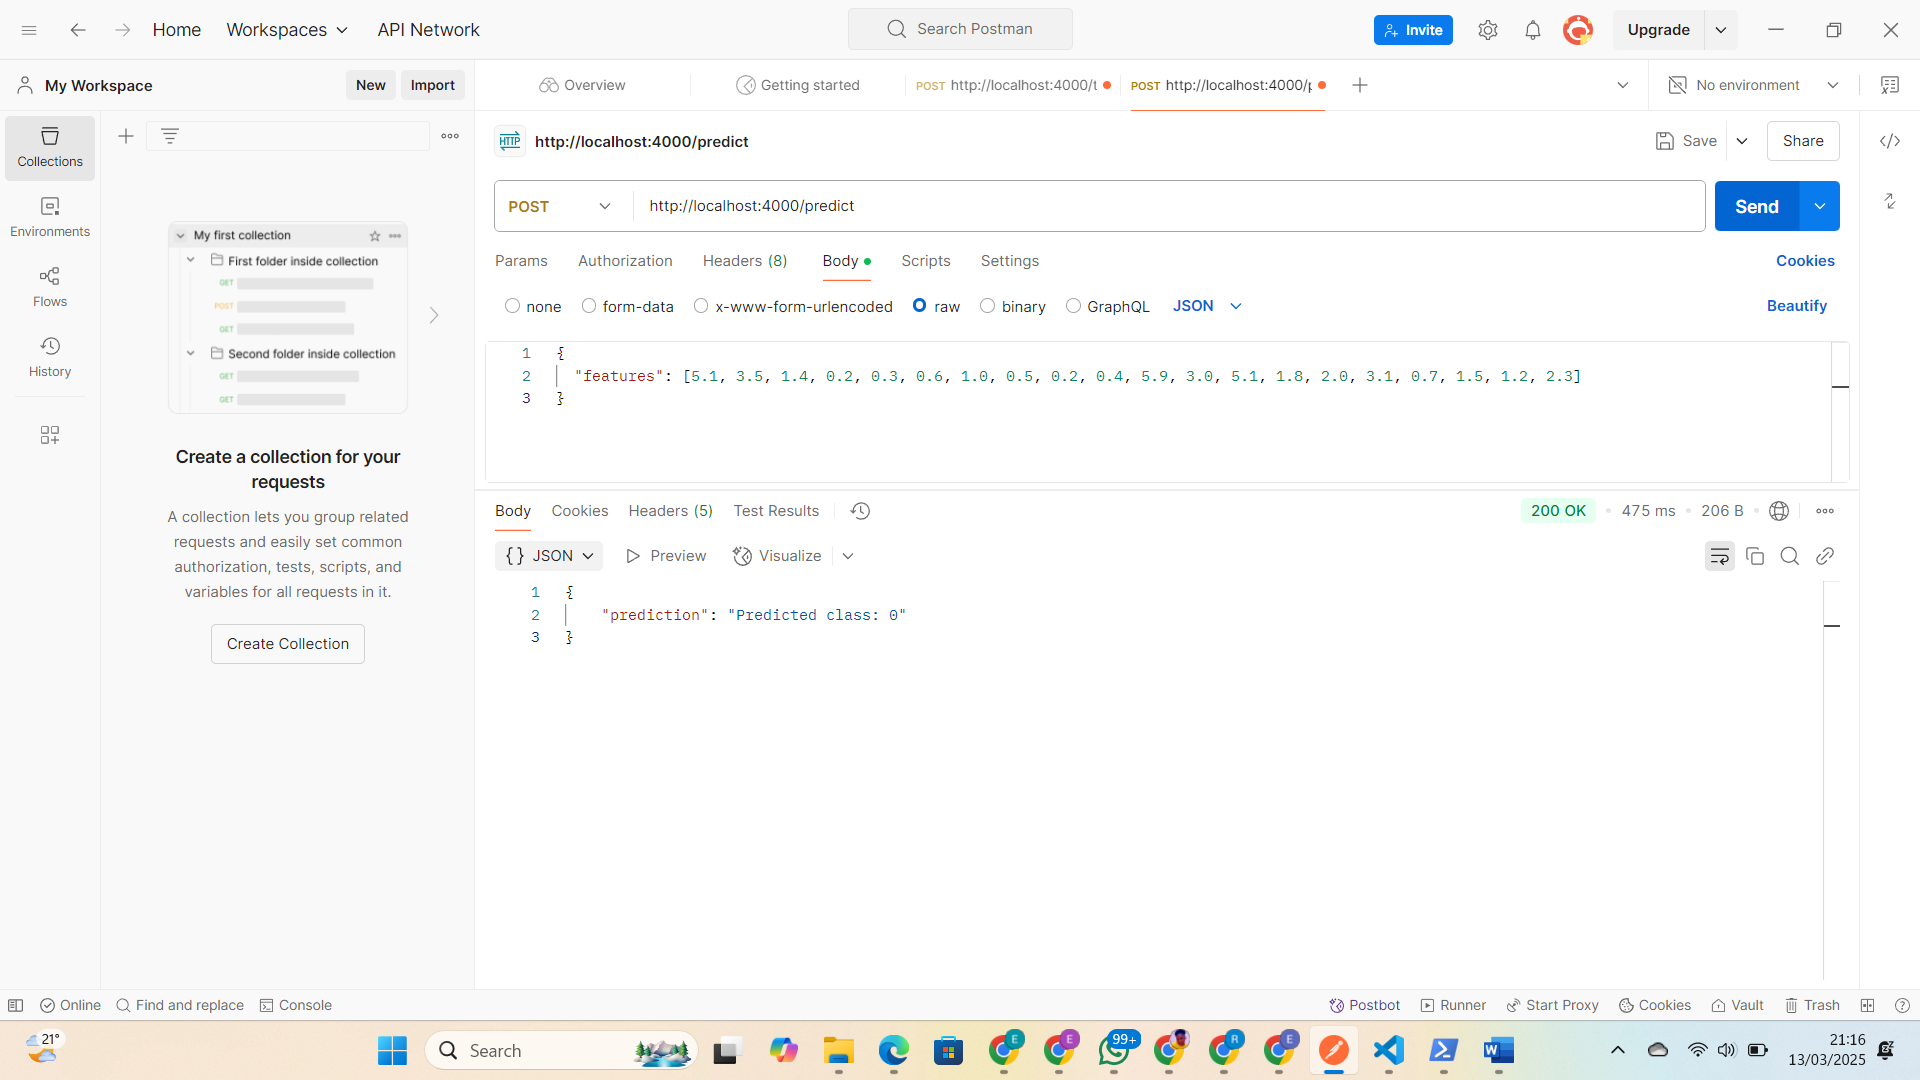 Home
Workspaces
API Network
Search Postman
Invite
Upgrade
My Workspace
New
Import
Overview
Getting started
POST http://localhost:4000/t
POST http://localhost:4000/p
No environment
Collections
Environments
Flows
History
My first collection
First folder inside collection
GET
POST
GET
Second folder inside collection
GET
GET
Create a collection for your
requests
A collection lets you group related
requests and easily set common
authorization, tests, scripts, and
variables for all requests in it.
Create Collection
HTTP http://localhost:4000/predict
Save
Share
POST http://localhost:4000/predict
Send
Params Authorization Headers (8) Body Scripts Settings Cookies
none form-data x-www-form-urlencoded raw binary GraphQL JSON Beautify
1 {
2 "features": [5.1, 3.5, 1.4, 0.2, 0.3, 0.6, 1.0, 0.5, 0.2, 0.4, 5.9, 3.0, 5.1, 1.8, 2.0, 3.1, 0.7, 1.5, 1.2, 2.3]
3 }
Body Cookies Headers (5) Test Results 200 OK 475 ms 206 B
{} JSON Preview Visualize
1 {
2 "prediction": "Predicted class: 0"
3 }
Online Find and replace Console Postbot Runner Start Proxy Cookies Vault Trash
21°
Search
E
E
99+
R
E
W
21:16
13/03/2025